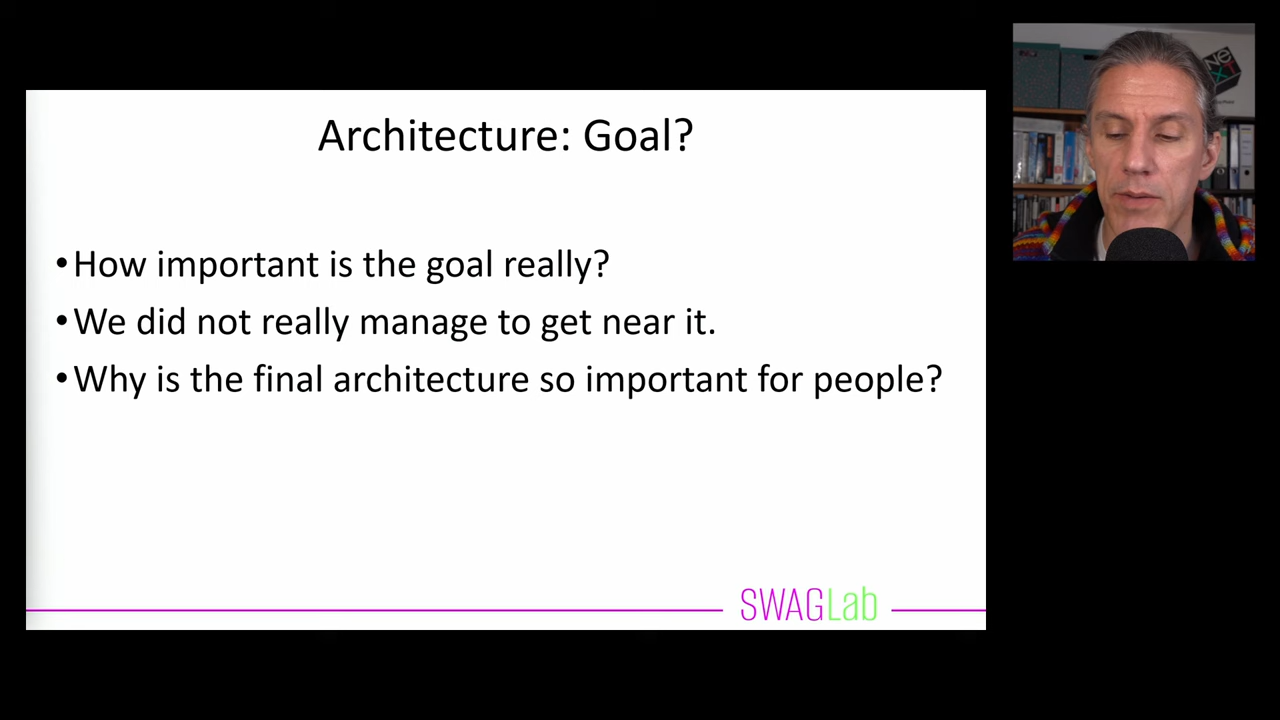 Architecture: Goal?
•How important is the goal really?
•We did not really manage to get near it.
•Why is the final architecture so important for people?
SWAGLab
NeXT